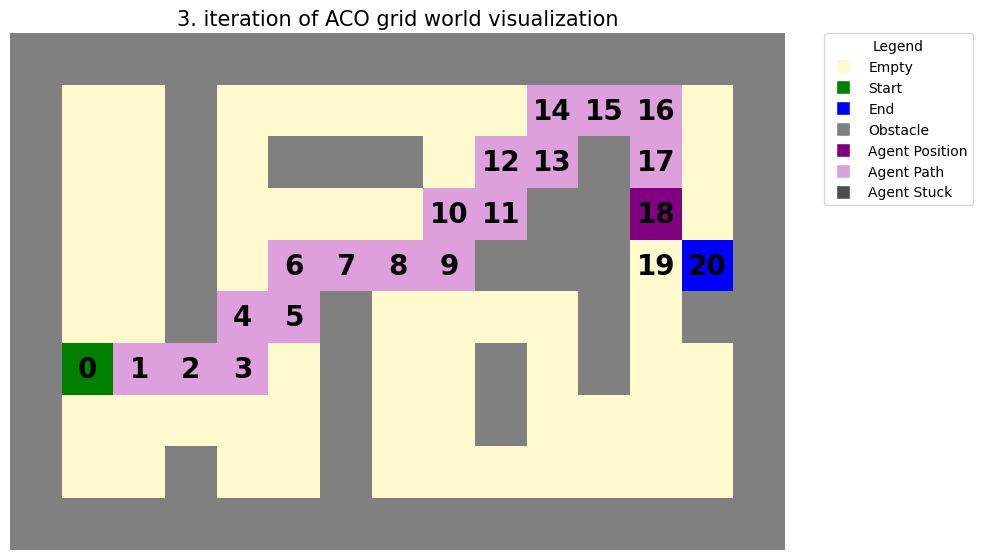 3. iteration of ACO grid world visualization
Legend
Empty
Start
End
Obstacle
Agent Position
Agent Path
Agent Stuck
14 15 16
12 13 17
10 11 18
6 7 8 9 19 20
4 5
0 1 2 3